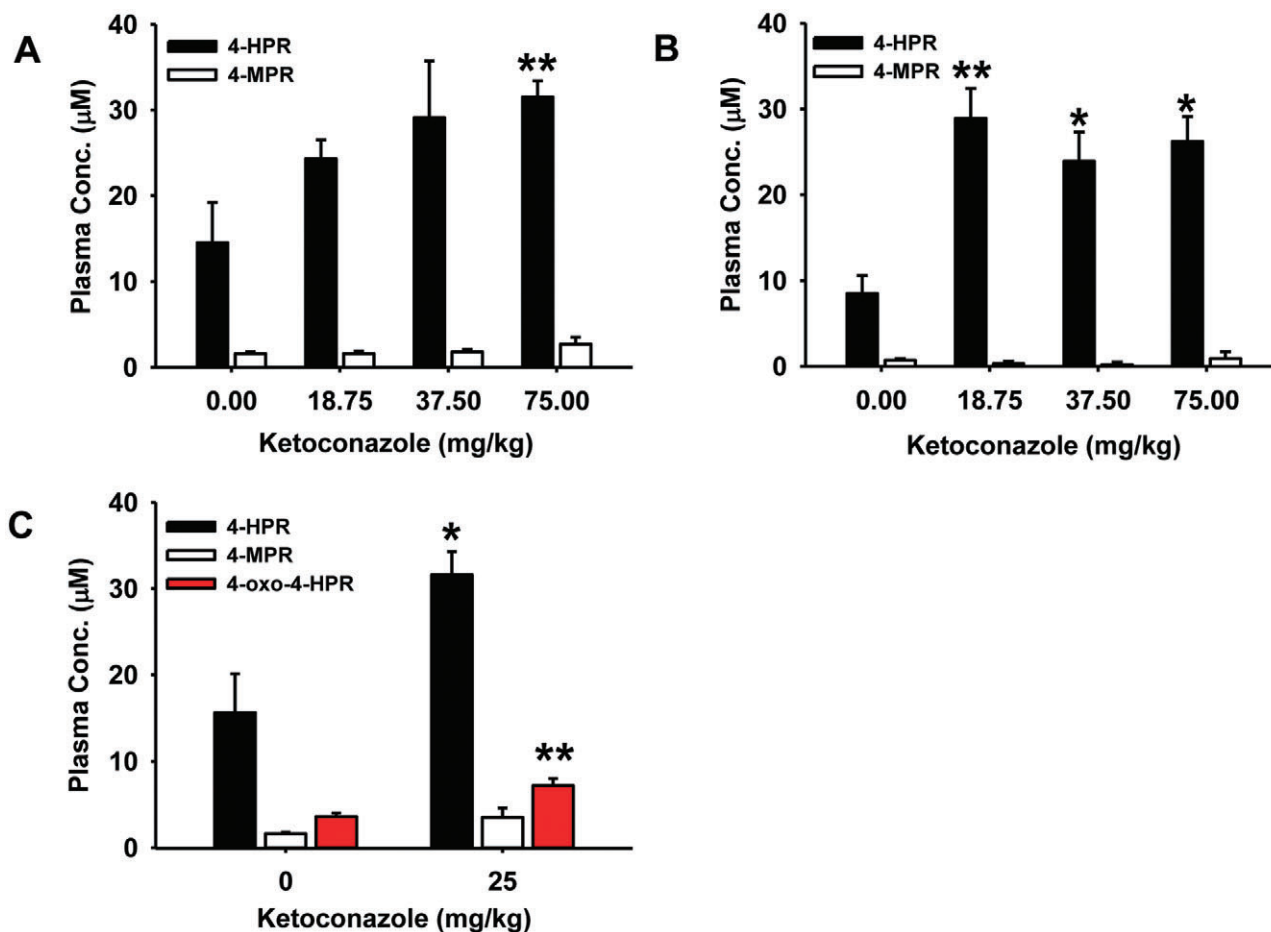 A
40
30
20
10
0
Plasma Conc. (µM)
4-HPR
4-MPR
**
0.00 18.75 37.50 75.00
Ketoconazole (mg/kg)
B
40
30
20
10
0
Plasma Conc. (µM)
4-HPR
4-MPR
** * *
0.00 18.75 37.50 75.00
Ketoconazole (mg/kg)
C
40
30
20
10
0
Plasma Conc. (µM)
4-HPR
4-MPR
4-oxo-4-HPR
*
**
0 25
Ketoconazole (mg/kg)